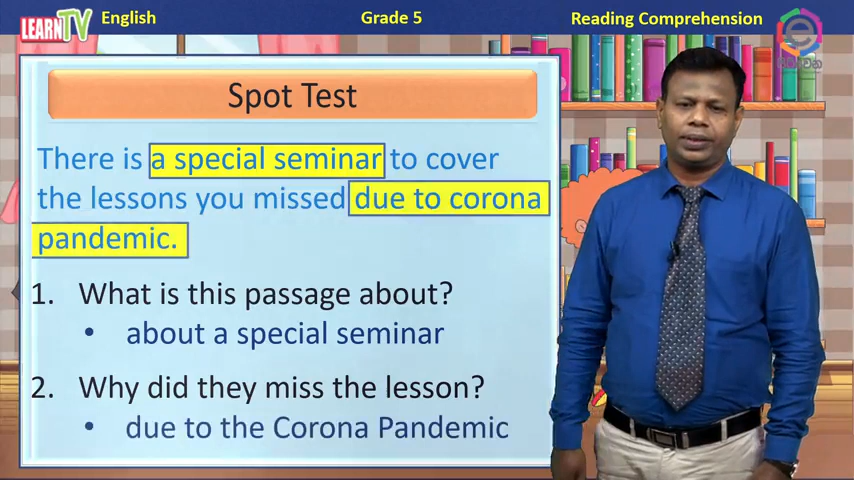 LEARN TV English Grade 5 Reading Comprehension
Spot Test
There is a special seminar to cover
the lessons you missed due to corona
pandemic.
1. What is this passage about?
• about a special seminar
2. Why did they miss the lesson?
• due to the Corona Pandemic